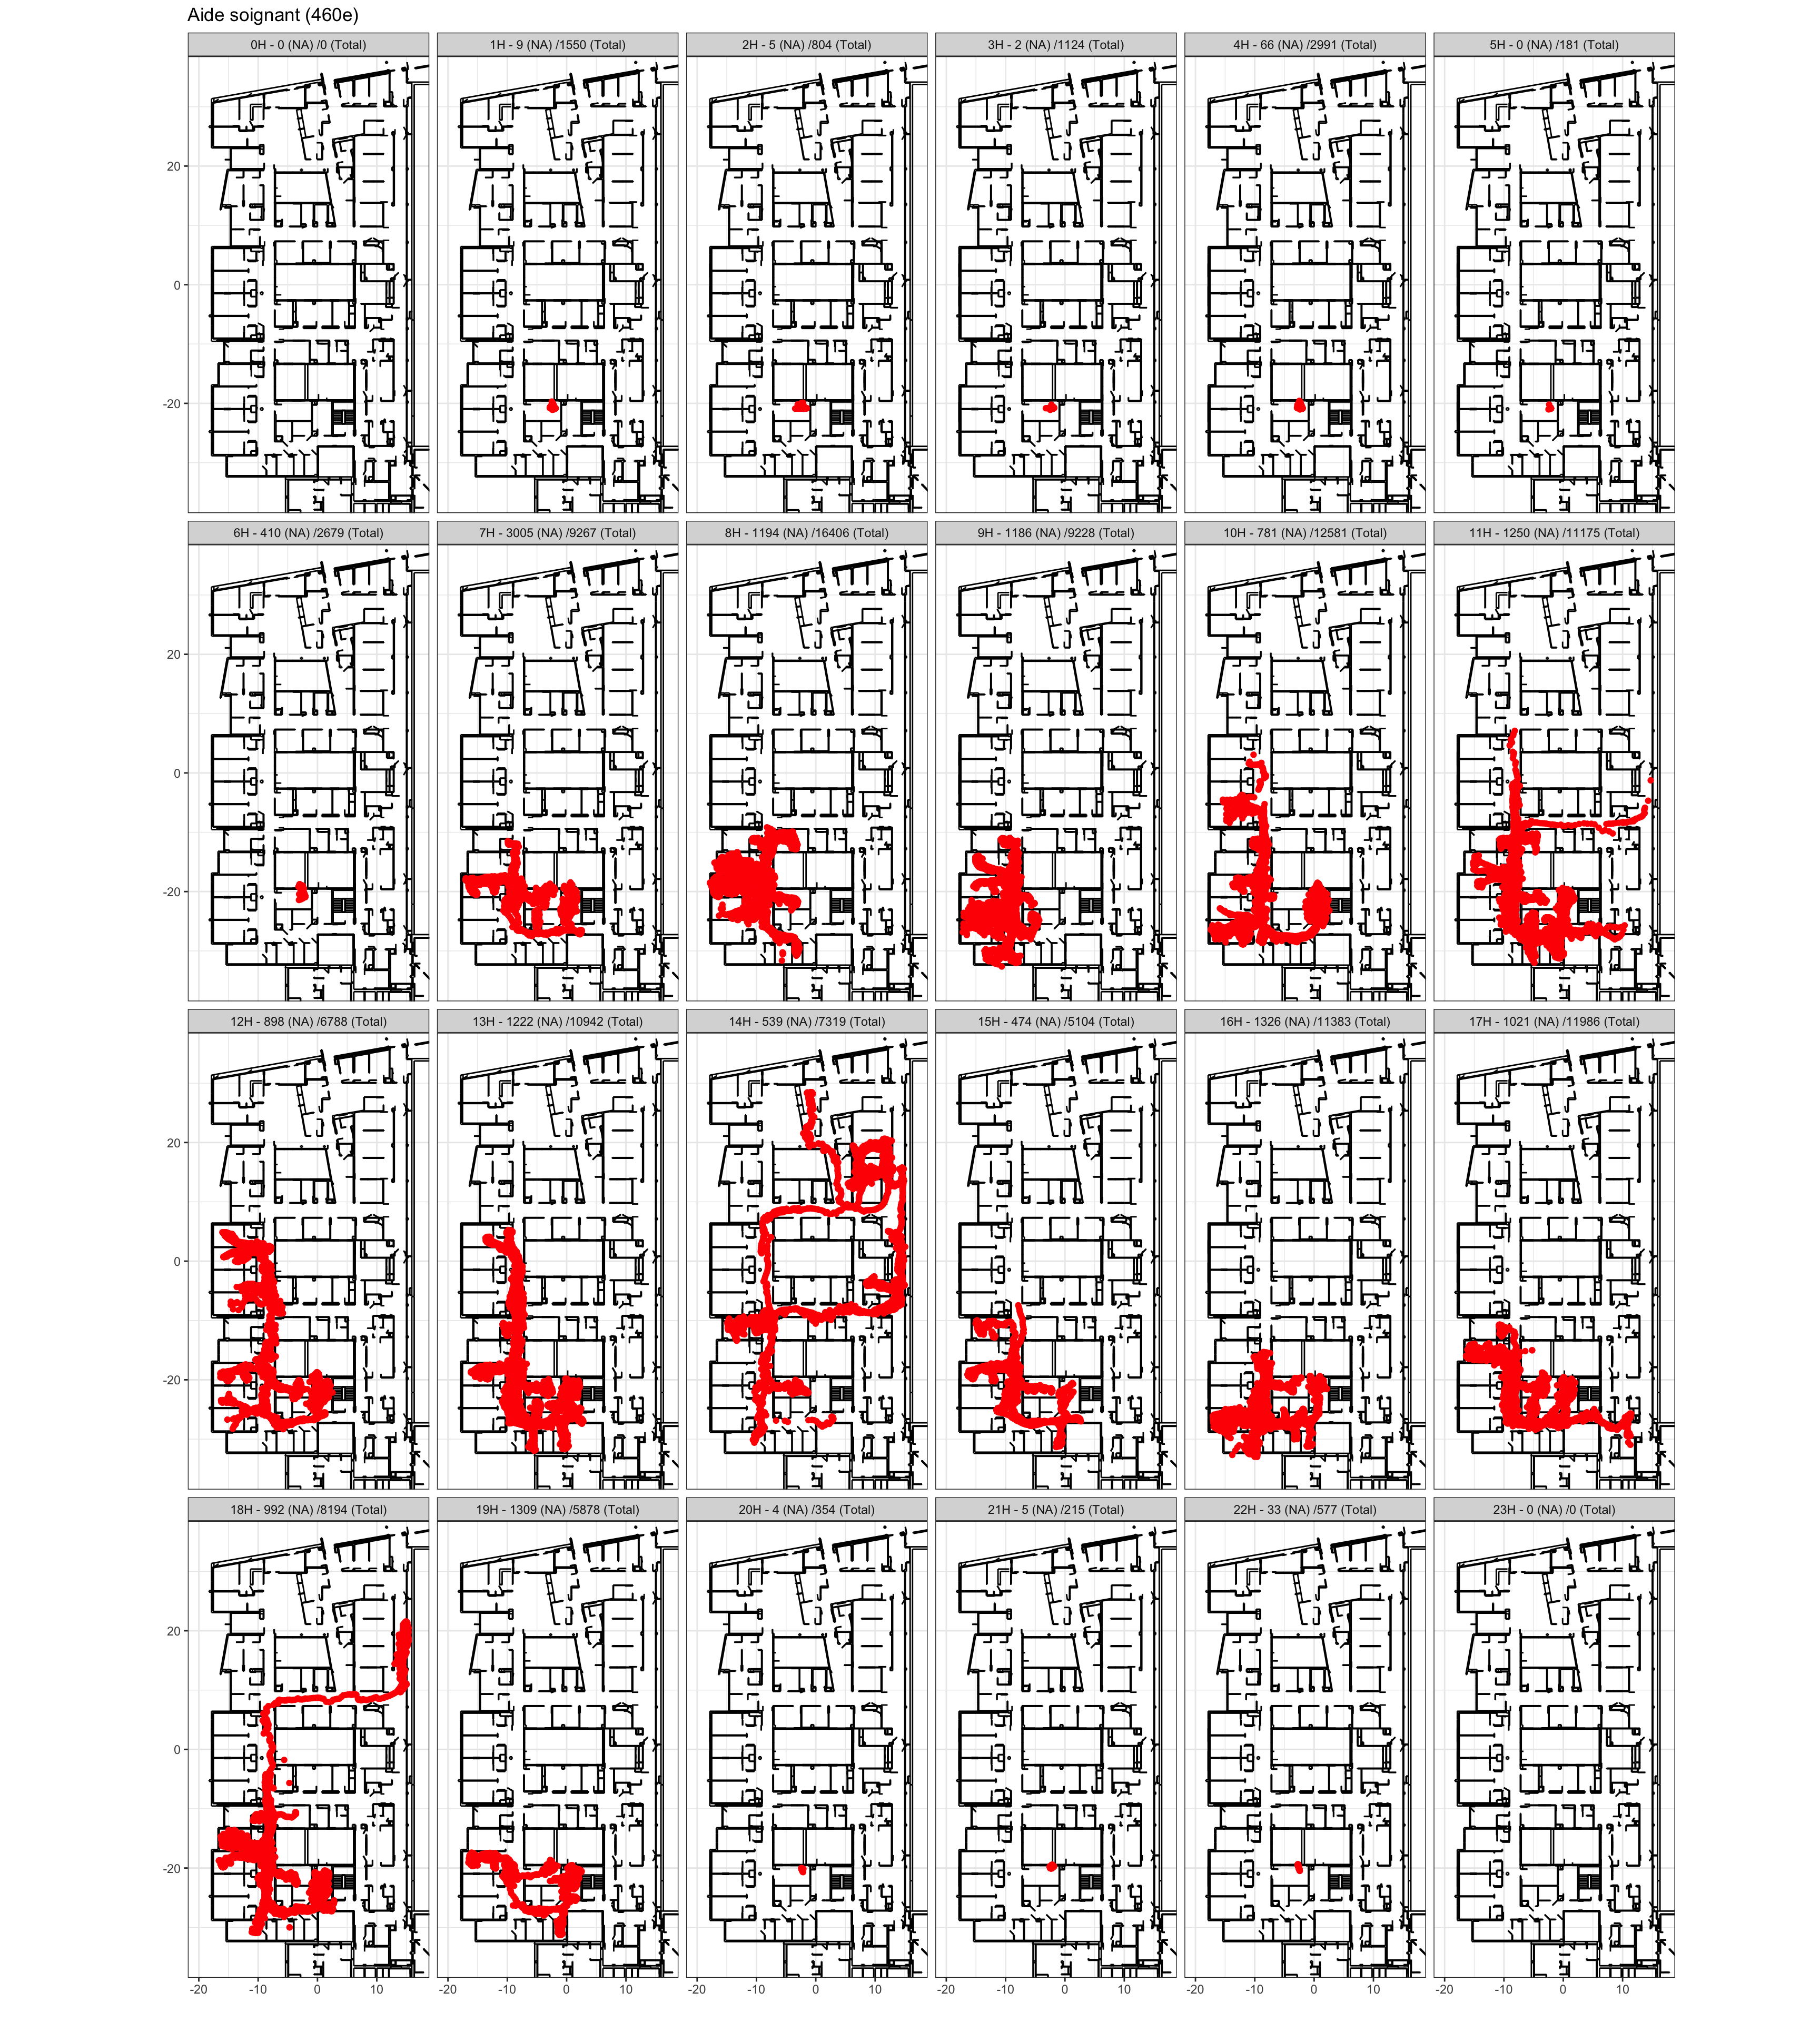 Aide soignant (460e)
0H - 0 (NA) /0 (Total)
1H - 9 (NA) /1550 (Total)
2H - 5 (NA) /804 (Total)
3H - 2 (NA) /1124 (Total)
4H - 66 (NA) /2991 (Total)
5H - 0 (NA) /181 (Total)
20
0
-20
6H - 410 (NA) /2679 (Total)
7H - 3005 (NA) /9267 (Total)
8H - 1194 (NA) /16406 (Total)
9H - 1186 (NA) /9228 (Total)
10H - 781 (NA) /12581 (Total)
11H - 1250 (NA) /11175 (Total)
20
0
-20
12H - 898 (NA) /6788 (Total)
13H - 1222 (NA) /10942 (Total)
14H - 539 (NA) /7319 (Total)
15H - 474 (NA) /5104 (Total)
16H - 1326 (NA) /11383 (Total)
17H - 1021 (NA) /11986 (Total)
20
0
-20
18H - 992 (NA) /8194 (Total)
19H - 1309 (NA) /5878 (Total)
20H - 4 (NA) /354 (Total)
21H - 5 (NA) /215 (Total)
22H - 33 (NA) /577 (Total)
23H - 0 (NA) /0 (Total)
20
0
-20
-20 -10 0 10
-20 -10 0 10
-20 -10 0 10
-20 -10 0 10
-20 -10 0 10
-20 -10 0 10